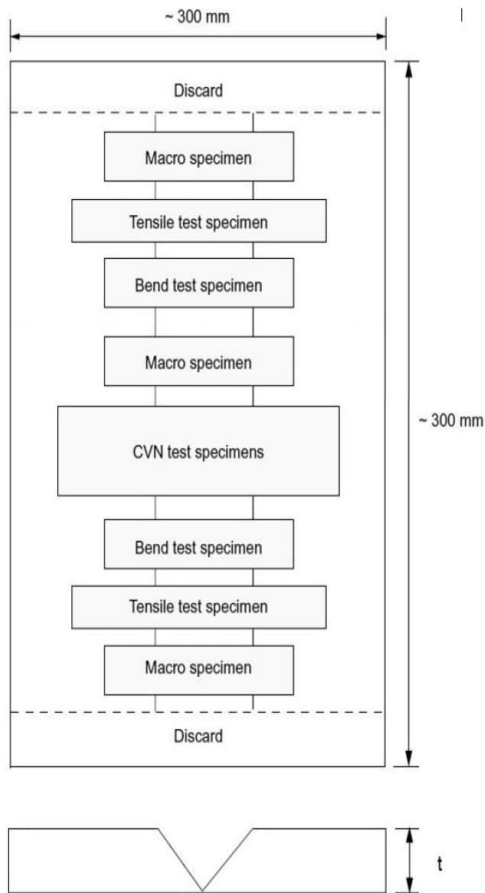 ~ 300 mm
Discard
Macro specimen
Tensile test specimen
Bend test specimen
Macro specimen
~ 300 mm
CVN test specimens
Bend test specimen
Tensile test specimen
Macro specimen
Discard
t